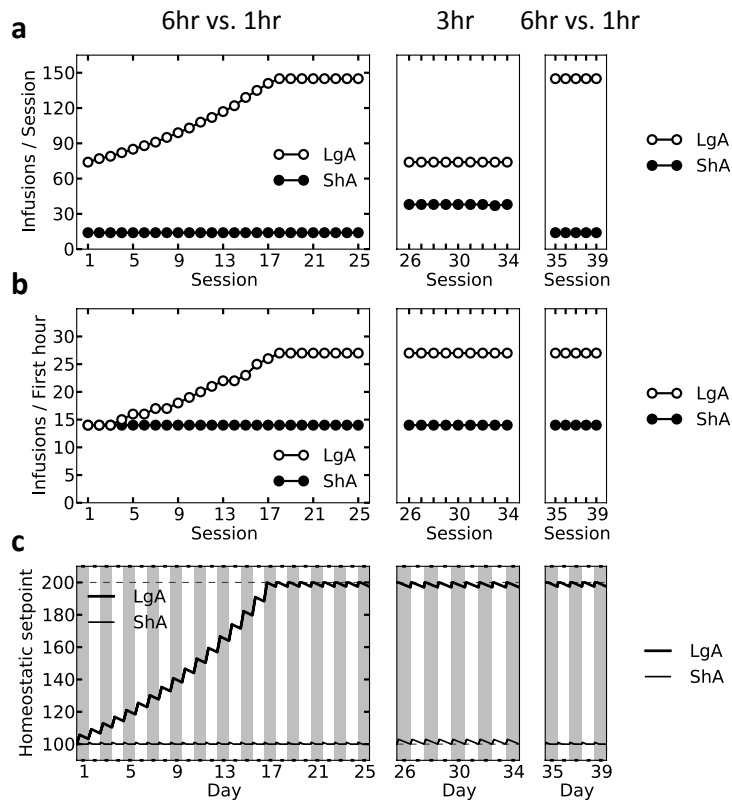 6hr vs. 1hr 3hr 6hr vs. 1hr
a
Infusions / Session
150
120
90
60
30
0
LgA
ShA
1 5 9 13 17 21 25
Session
26 30 34
Session
35 39
Session
LgA
ShA
b
Infusions / First hour
30
25
20
15
10
5
0
LgA
ShA
1 5 9 13 17 21 25
Session
26 30 34
Session
35 39
Session
LgA
ShA
c
Homeostatic setpoint
200
180
160
140
120
100
LgA
ShA
1 5 9 13 17 21 25
Day
26 30 34
Day
35 39
Day
LgA
ShA